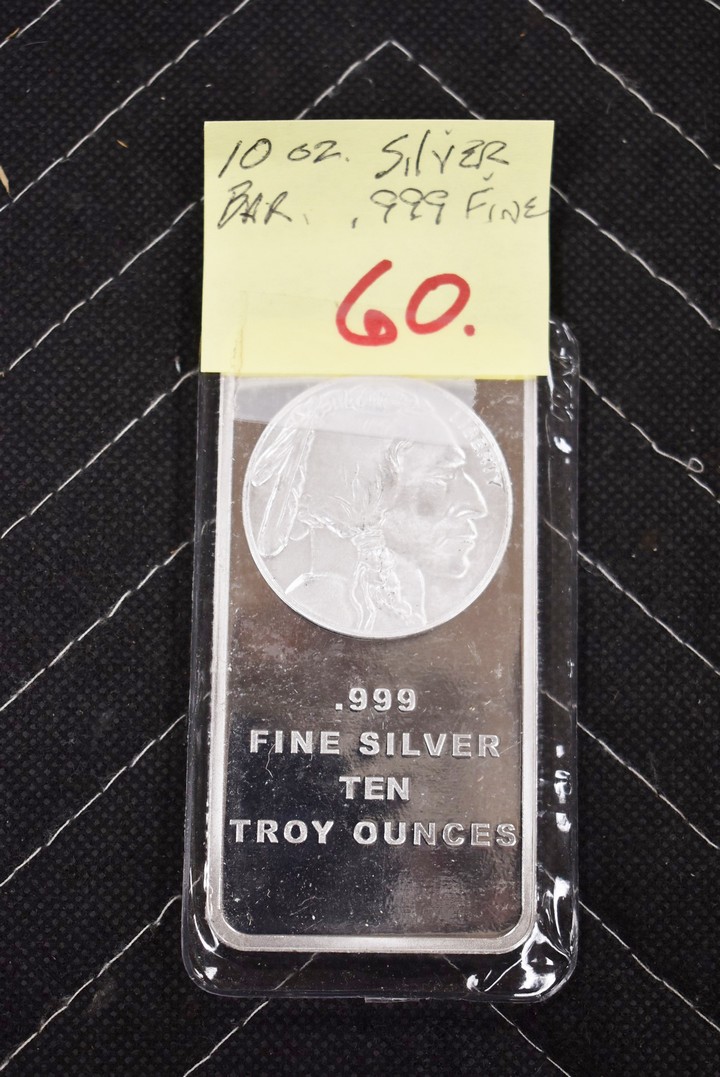 10 oz. SilvER
BAR. .999 FiNE
60.
LIBERTY
.999
FINE SILVER
TEN
TROY OUNCES